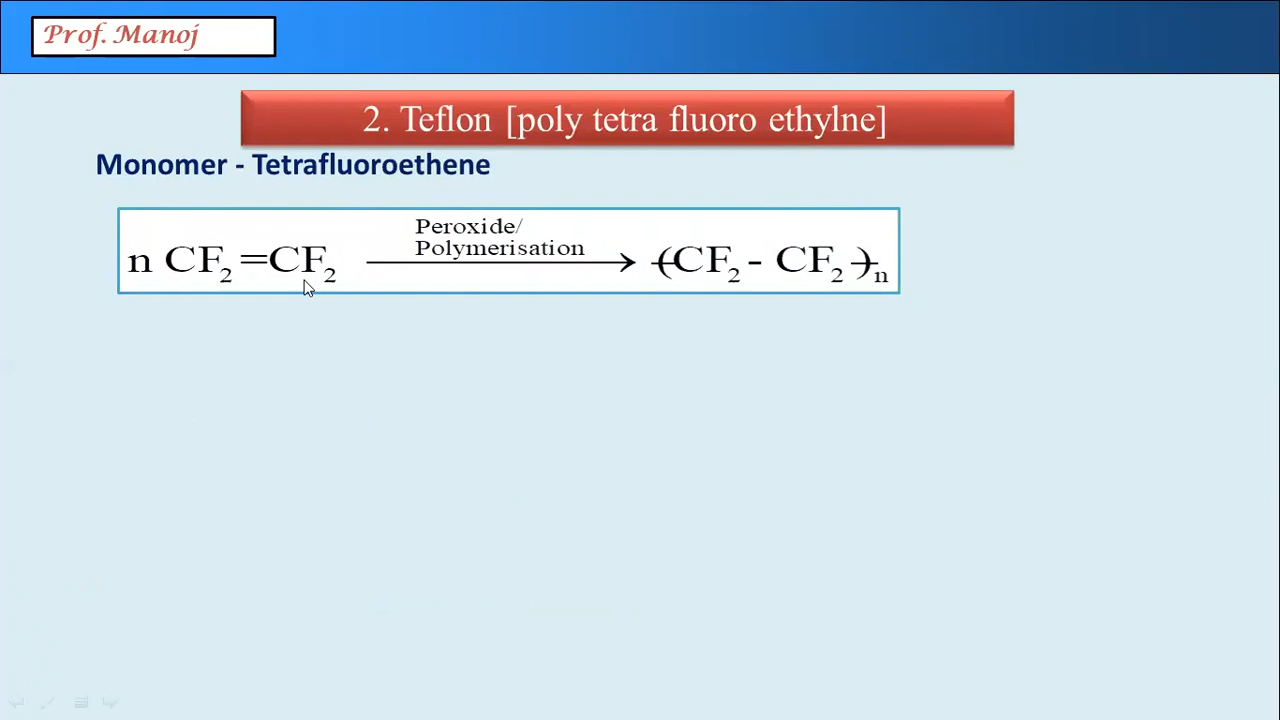 Prof. Manoj
2. Teflon [poly tetra fluoro ethylne]
Monomer - Tetrafluoroethene
Peroxide/
Polymerisation
n CF₂=CF₂ ⟶ (CF₂ - CF₂)ₙ